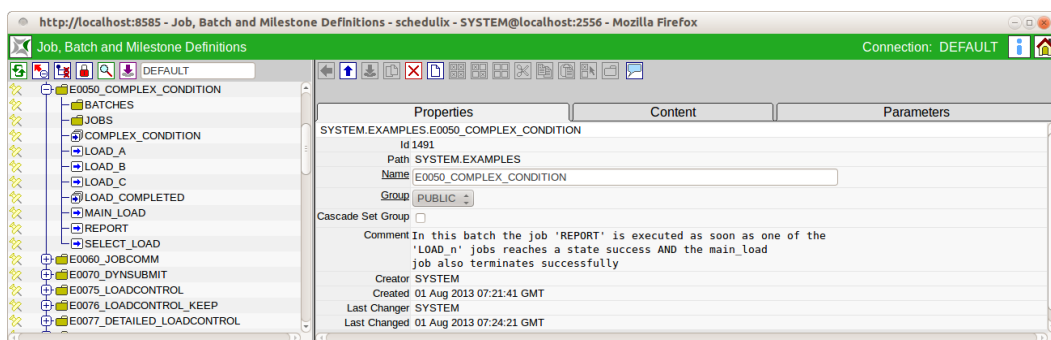 http://localhost:8585 - Job, Batch and Milestone Definitions - schedulix - SYSTEM@localhost:2556 - Mozilla Firefox
Job, Batch and Milestone Definitions
Connection: DEFAULT
DEFAULT
E0050_COMPLEX_CONDITION
BATCHES
JOBS
COMPLEX_CONDITION
LOAD_A
LOAD_B
LOAD_C
LOAD_COMPLETED
MAIN_LOAD
REPORT
SELECT_LOAD
E0060_JOBCOMM
E0070_DYNSUBMIT
E0075_LOADCONTROL
E0076_LOADCONTROL_KEEP
E0077_DETAILED_LOADCONTROL
Properties Content Parameters
SYSTEM.EXAMPLES.E0050_COMPLEX_CONDITION
Id 1491
Path SYSTEM.EXAMPLES
Name E0050_COMPLEX_CONDITION
Group PUBLIC
Cascade Set Group
Comment In this batch the job 'REPORT' is executed as soon as one of the
'LOAD_n' jobs reaches a state success AND the main_load
job also terminates successfully
Creator SYSTEM
Created 01 Aug 2013 07:21:41 GMT
Last Changer SYSTEM
Last Changed 01 Aug 2013 07:24:21 GMT